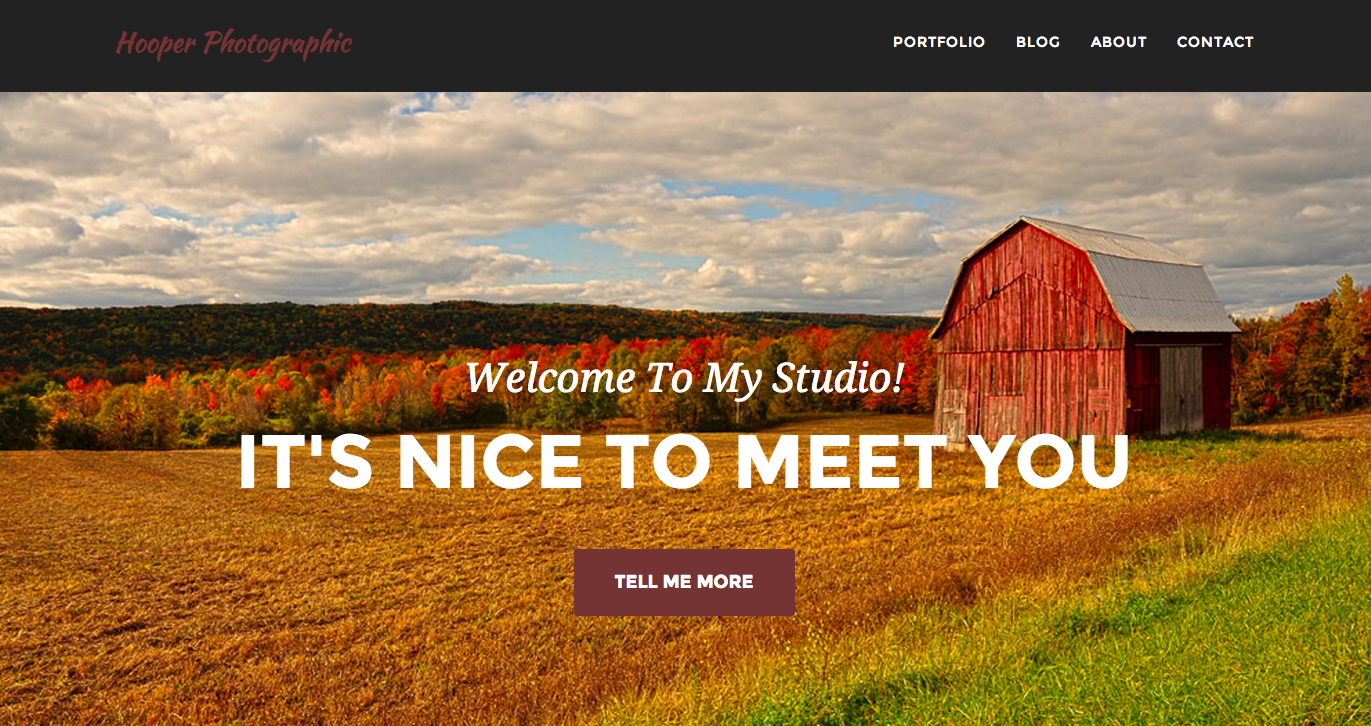 Hooper Photographic
PORTFOLIO BLOG ABOUT CONTACT
Welcome To My Studio!
IT'S NICE TO MEET YOU
TELL ME MORE